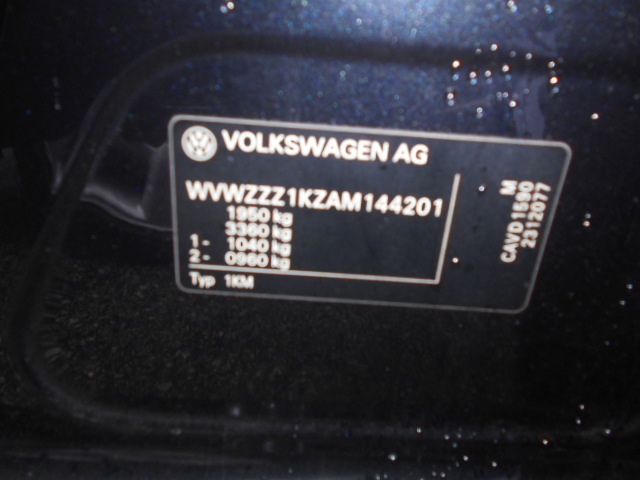 VOLKSWAGEN AG
WVWZZZ1KZAM144201
1950 kg
3360 kg
1 - 1040 kg
2 - 0960 kg
Typ 1KM
M
CAVD1590
2312077